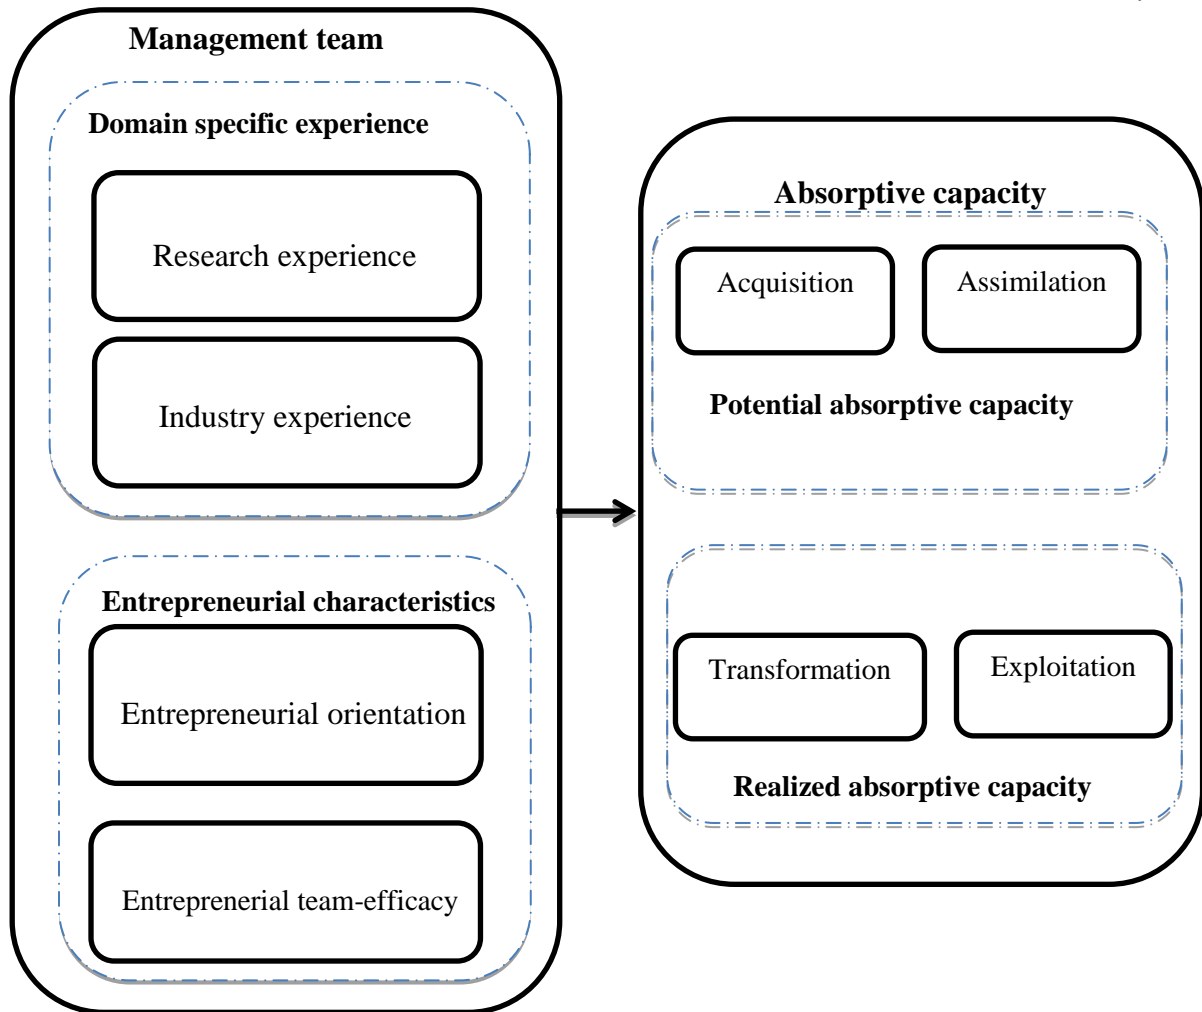 Management team
Domain specific experience
Research experience
Industry experience
Entrepreneurial characteristics
Entrepreneurial orientation
Entreprenerial team-efficacy
Absorptive capacity
Acquisition
Assimilation
Potential absorptive capacity
Transformation
Exploitation
Realized absorptive capacity